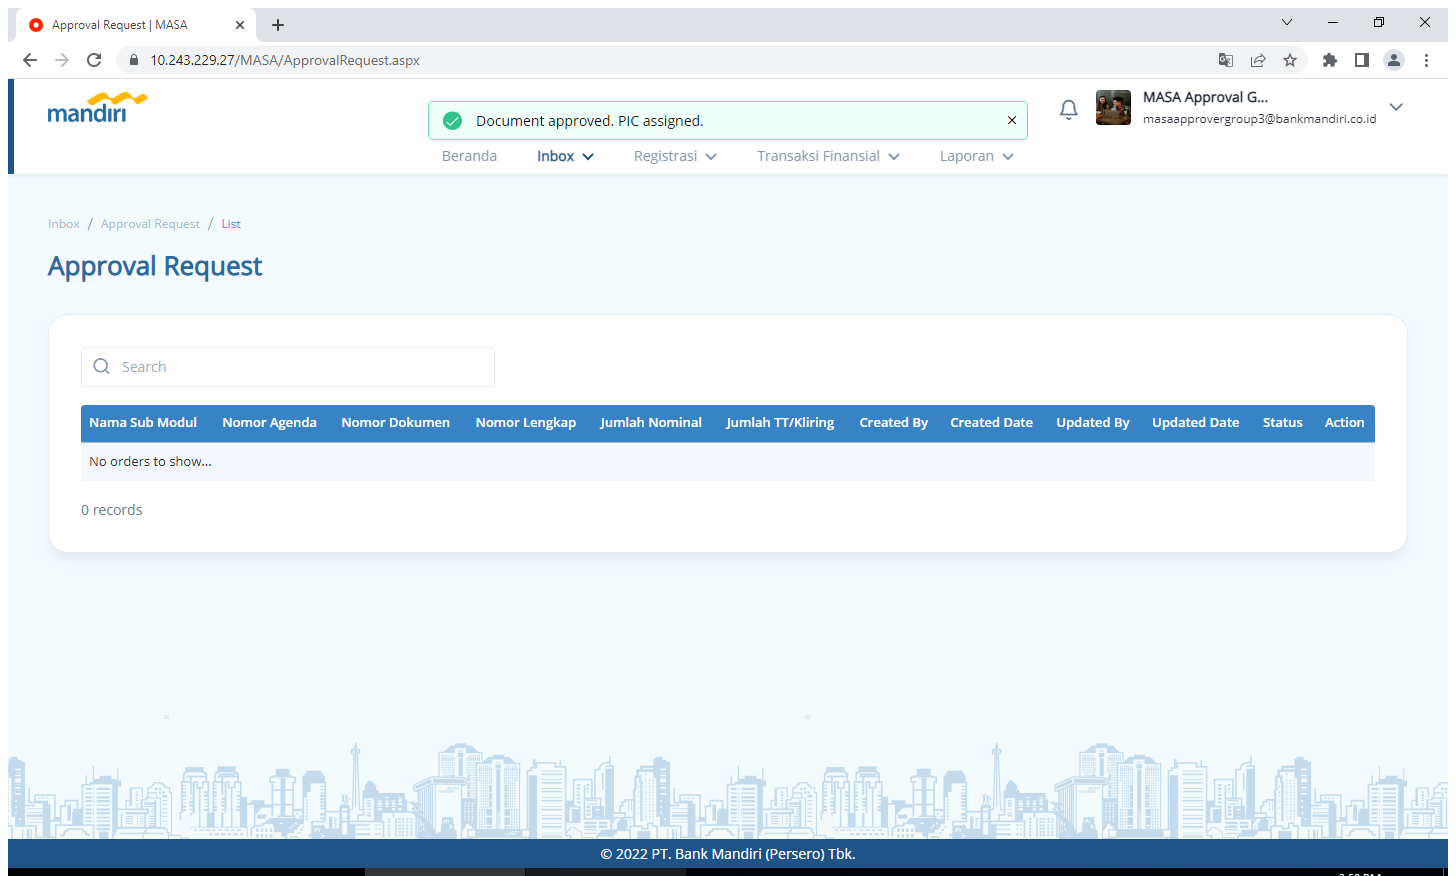 Approval Request | MASA
10.243.229.27/MASA/ApprovalRequest.aspx
mandiri
Document approved. PIC assigned.
MASA Approval G...
masaapprovergroup3@bankmandiri.co.id
Beranda Inbox Registrasi Transaksi Finansial Laporan
Inbox / Approval Request / List
Approval Request
Search
Nama Sub Modul Nomor Agenda Nomor Dokumen Nomor Lengkap Jumlah Nominal Jumlah TT/Kliring Created By Created Date Updated By Updated Date Status Action
No orders to show...
0 records
© 2022 PT. Bank Mandiri (Persero) Tbk.